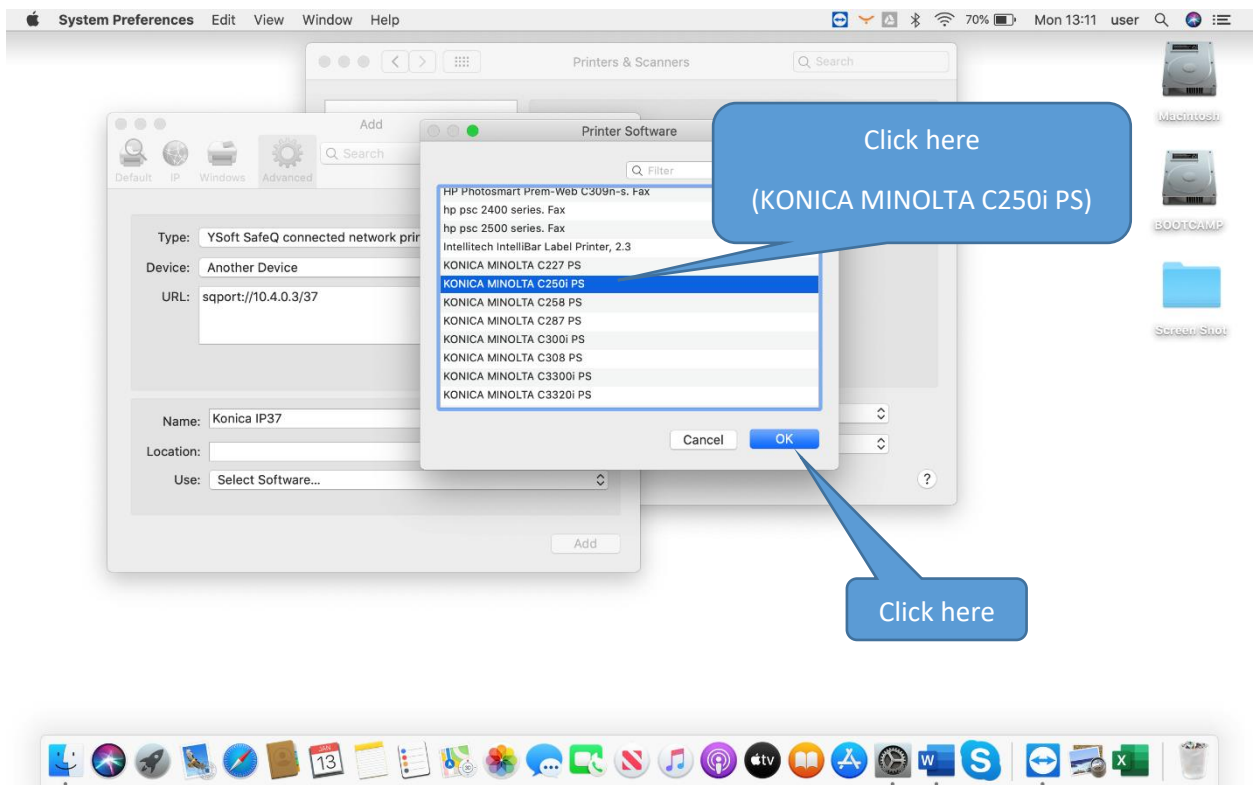 System Preferences Edit View Window Help 70% Mon 13:11 user
Printers & Scanners Search
Macintosh
BOOTCAMP
Screen Shot
Add
Search
Default IP Windows Advanced
Type: YSoft SafeQ connected network prin
Device: Another Device
URL: sqport://10.4.0.3/37
Name: Konica IP37
Location:
Use: Select Software...
Add
Printer Software
Filter
HP Photosmart Prem-Web C309n-s. Fax
hp psc 2400 series. Fax
hp psc 2500 series. Fax
Intellitech IntelliBar Label Printer, 2.3
KONICA MINOLTA C227 PS
KONICA MINOLTA C250i PS
KONICA MINOLTA C258 PS
KONICA MINOLTA C287 PS
KONICA MINOLTA C300i PS
KONICA MINOLTA C308 PS
KONICA MINOLTA C3300i PS
KONICA MINOLTA C3320i PS
Cancel OK
?
Click here
(KONICA MINOLTA C250i PS)
Click here
JAN
13
tv
W
S
X